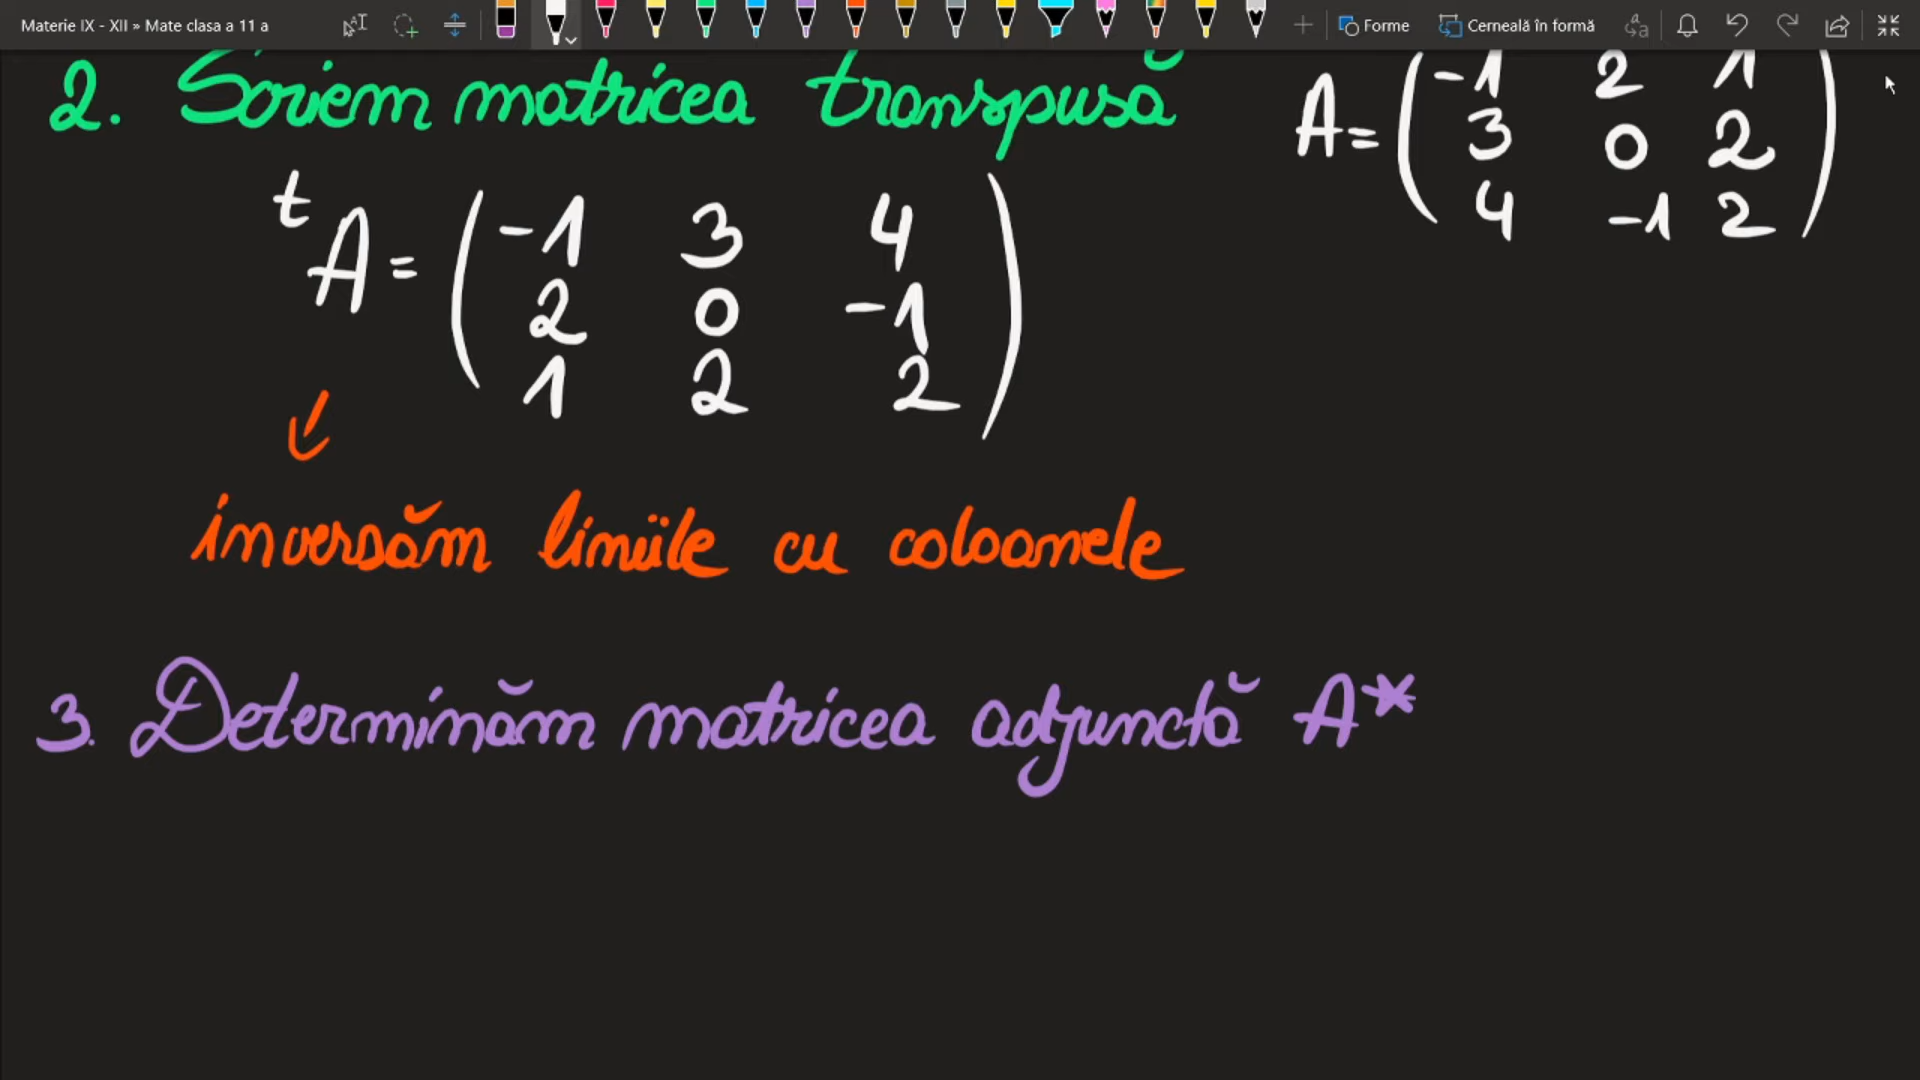 Materie IX - XII » Mate clasa a 11 a
Forme
Cerneală în formă
2. Scriem matricea transpusă
A = ( -1 2 1
3 0 2
4 -1 2 )
t
A = ( -1 3 4
2 0 -1
1 2 2 )
inversăm liniile cu coloanele
3. Determinăm matricea adjunctă A*